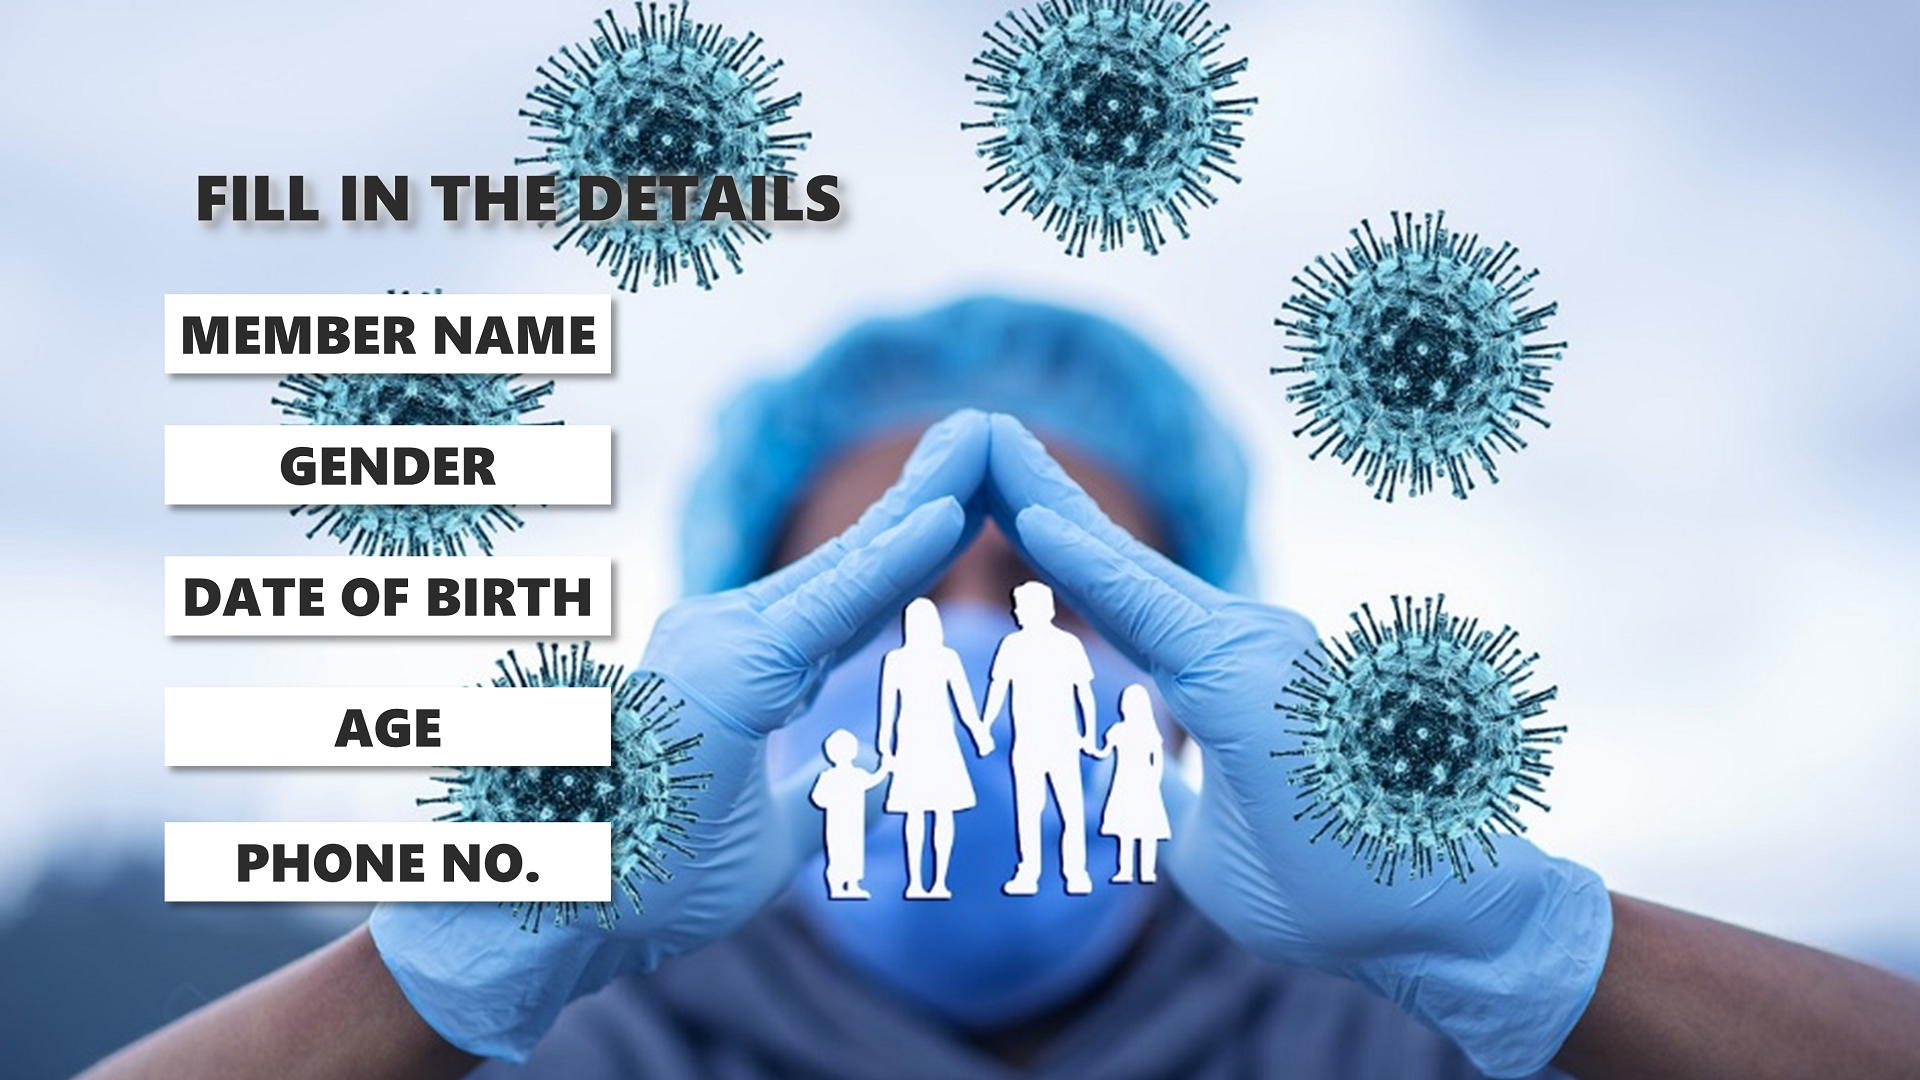 FILL IN THE DETAILS
MEMBER NAME
GENDER
DATE OF BIRTH
AGE
PHONE NO.